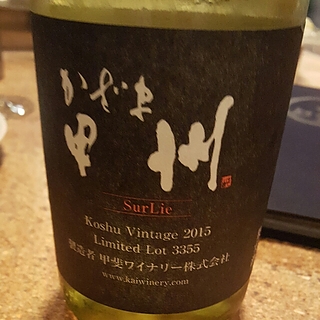 かざま
甲州
SurLie
Koshu Vintage 2015
Limited Lot 3355
製造者 甲斐ワイナリー株式会社
www.kaiwinery.com